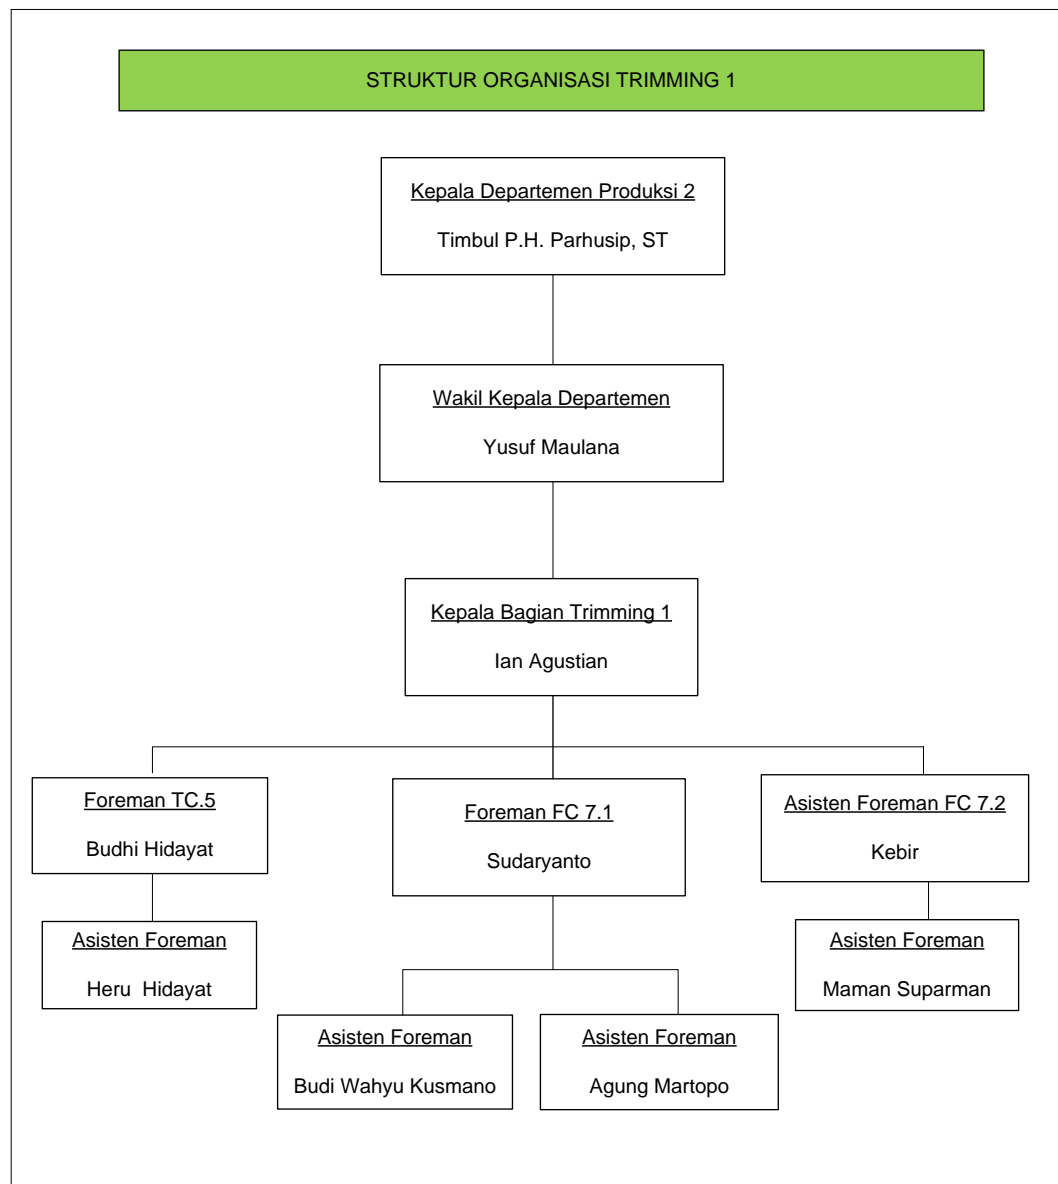 STRUKTUR ORGANISASI TRIMMING 1
Kepala Departemen Produksi 2
Timbul P.H. Parhusip, ST
Wakil Kepala Departemen
Yusuf Maulana
Kepala Bagian Trimming 1
Ian Agustian
Foreman TC.5
Budhi Hidayat
Foreman FC 7.1
Sudaryanto
Asisten Foreman FC 7.2
Kebir
Asisten Foreman
Heru  Hidayat
Asisten Foreman
Maman Suparman
Asisten Foreman
Budi Wahyu Kusmano
Asisten Foreman
Agung Martopo